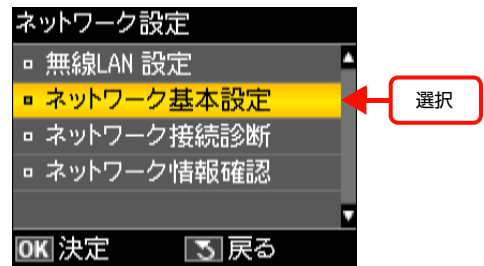 ネットワーク設定
無線LAN 設定
ネットワーク基本設定
選択
ネットワーク接続診断
ネットワーク情報確認
OK 決定 戻る